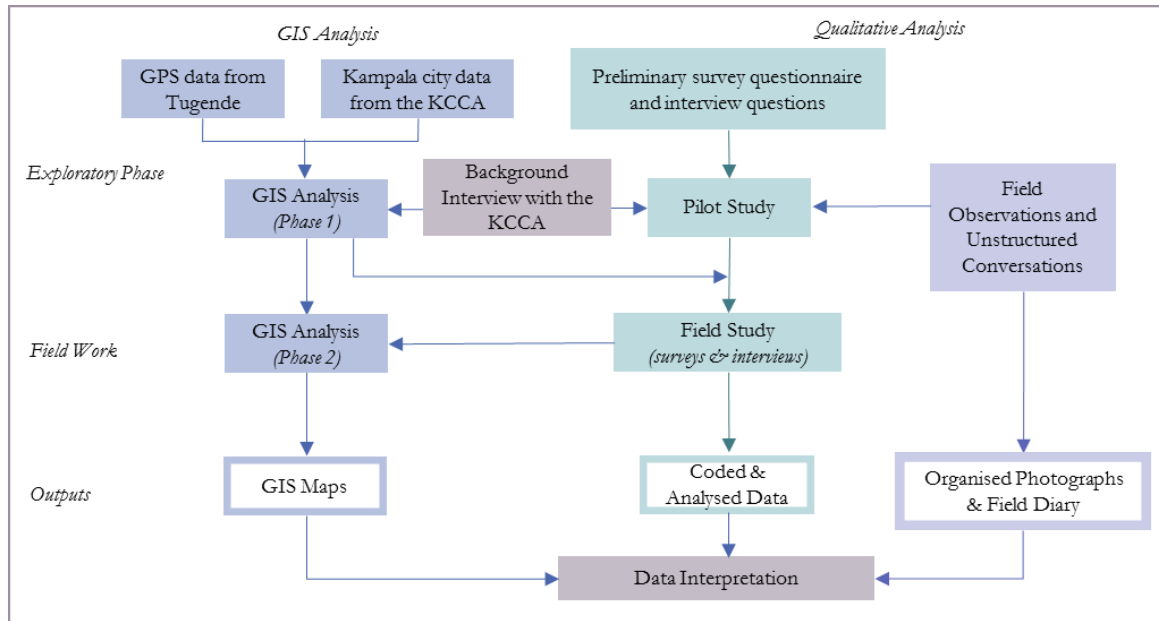 GIS Analysis
Qualitative Analysis
GPS data from
Tugende
Kampala city data
from the KCCA
Preliminary survey questionnaire
and interview questions
Exploratory Phase
GIS Analysis
(Phase 1)
Background
Interview with the
KCCA
Pilot Study
Field
Observations and
Unstructured
Conversations
Field Work
GIS Analysis
(Phase 2)
Field Study
(surveys & interviews)
Outputs
GIS Maps
Coded &
Analysed Data
Organised Photographs
& Field Diary
Data Interpretation